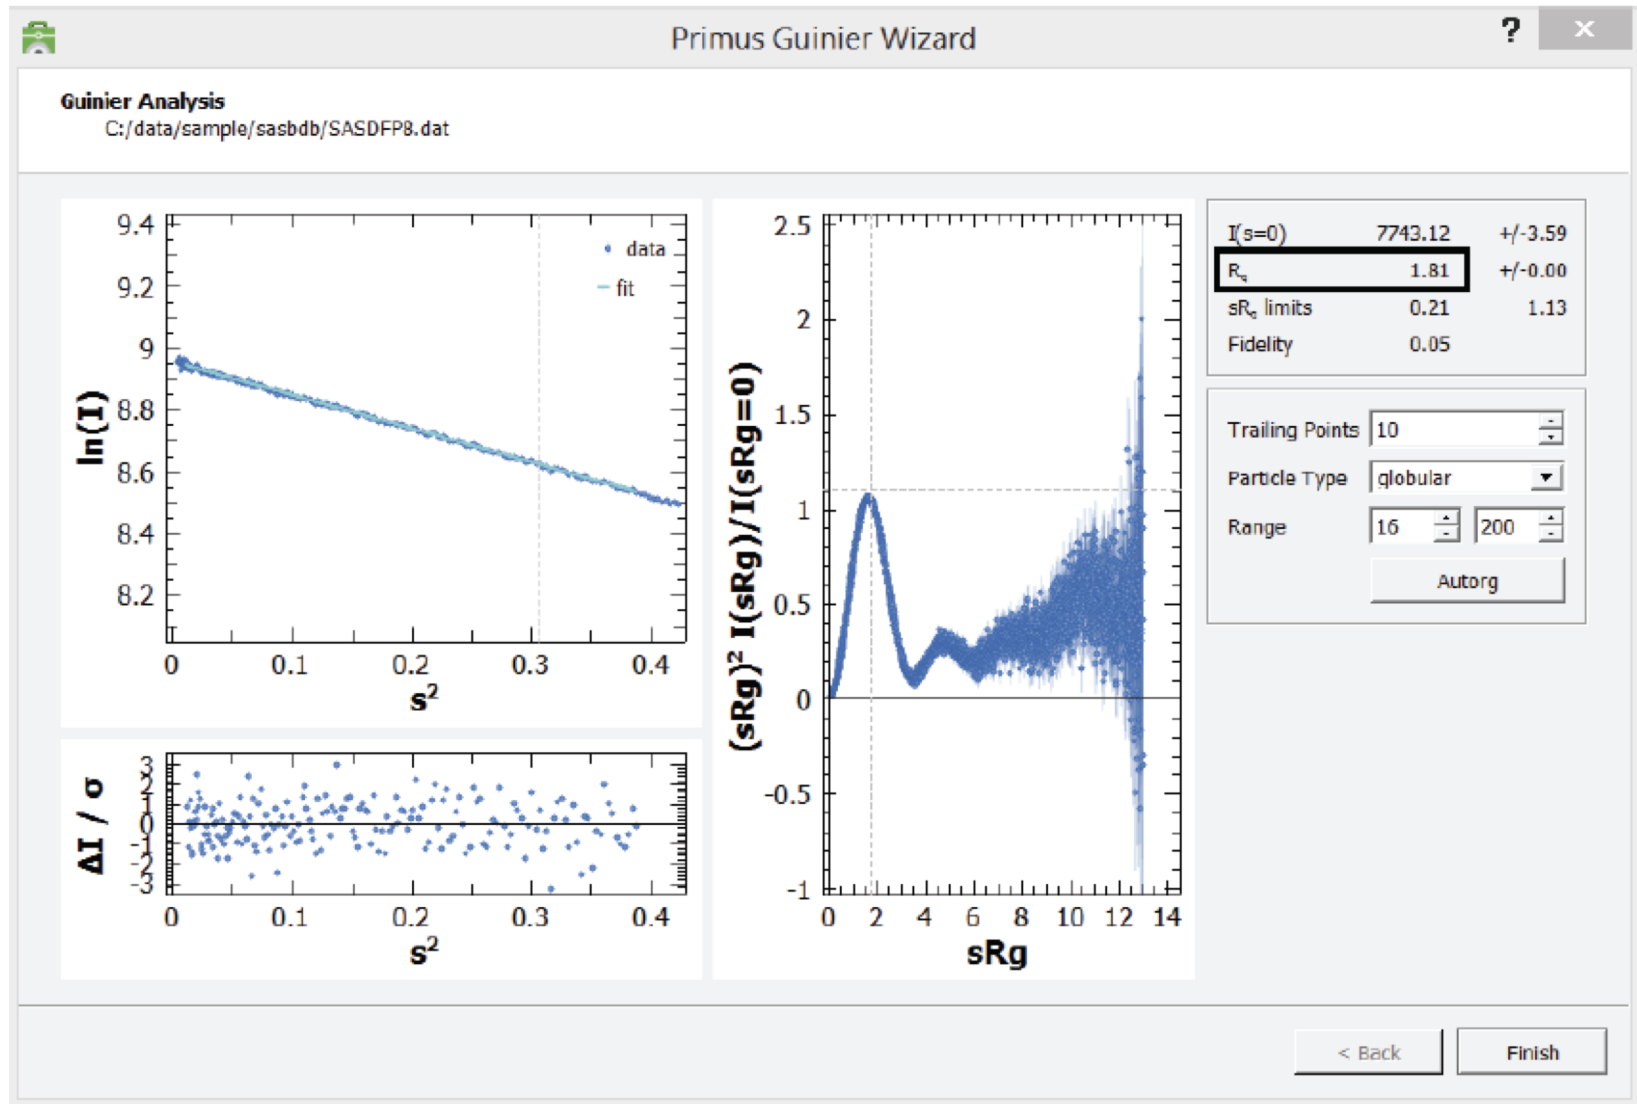 Primus Guinier Wizard
?
x
Guinier Analysis
C:/data/sample/sasbdb/SASDFP8.dat
9.4
9.2
9
8.8
8.6
8.4
8.2
ln(I)
data
fit
0 0.1 0.2 0.3 0.4
s²
3
2
1
0
-1
-2
-3
ΔI / σ
0 0.1 0.2 0.3 0.4
s²
2.5
2
1.5
1
0.5
0
-0.5
-1
(sRg)² I(sRg)/I(sRg=0)
0 2 4 6 8 10 12 14
sRg
I(s=0) 7743.12 +/-3.59
Rg 1.81 +/-0.00
sRg limits 0.21 1.13
Fidelity 0.05
Trailing Points 10
Particle Type globular
Range 16 200
Autorg
< Back Finish